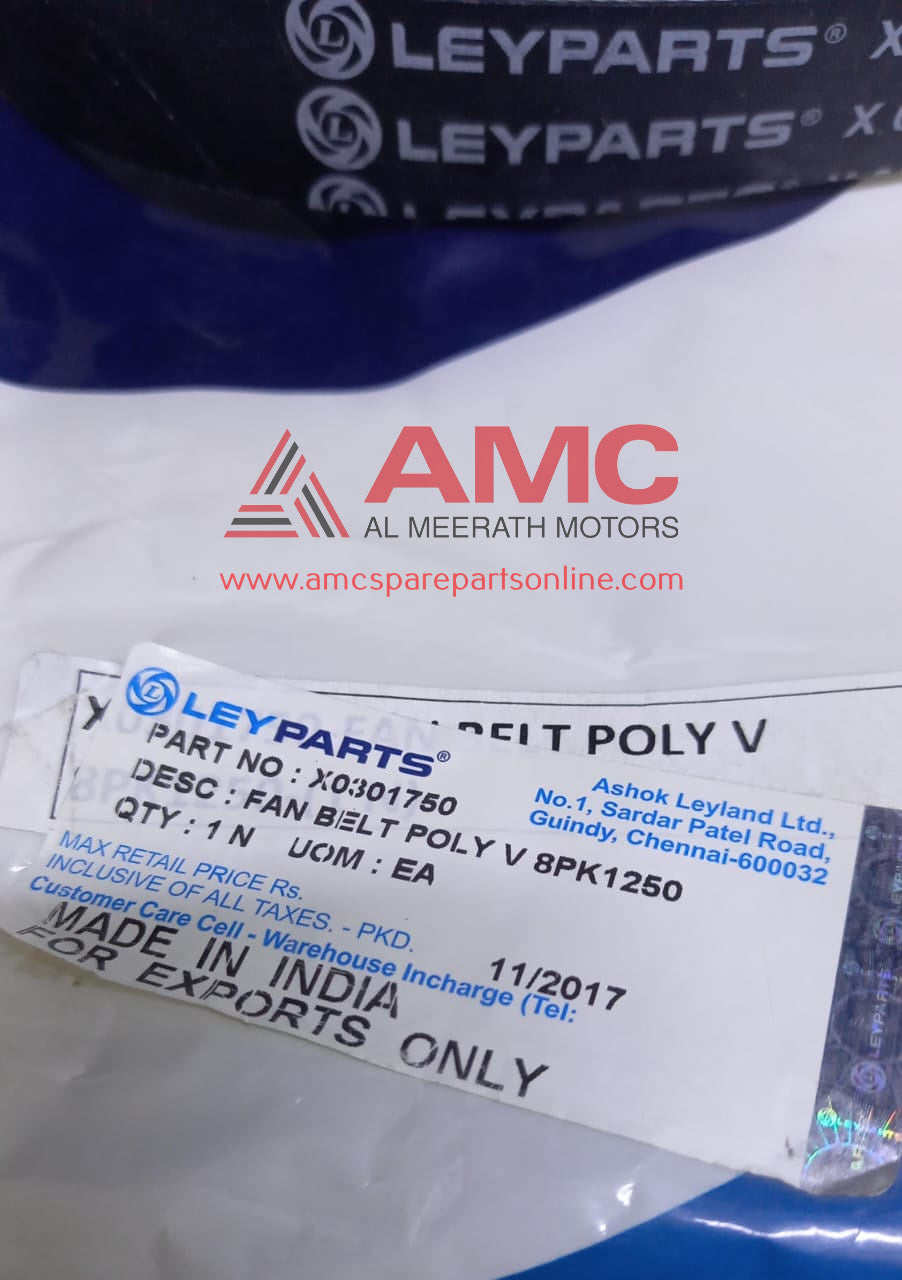 LEYPARTS® X
LEYPARTS® X
LEYPARTS®
AMC
AL MEERATH MOTORS
www.amcsparepartsonline.com
BELT POLY V
LEYPARTS®
PART NO : X0301750
DESC : FAN BELT POLY V 8PK1250
QTY : 1 N UOM : EA
Ashok Leyland Ltd.,
No.1, Sardar Patel Road,
Guindy, Chennai-600032
MAX RETAIL PRICE Rs.
INCLUSIVE OF ALL TAXES. - PKD.
11/2017
Customer Care Cell - Warehouse Incharge (Tel:
MADE IN INDIA
FOR EXPORTS ONLY
LEYPARTS
LEYPARTS